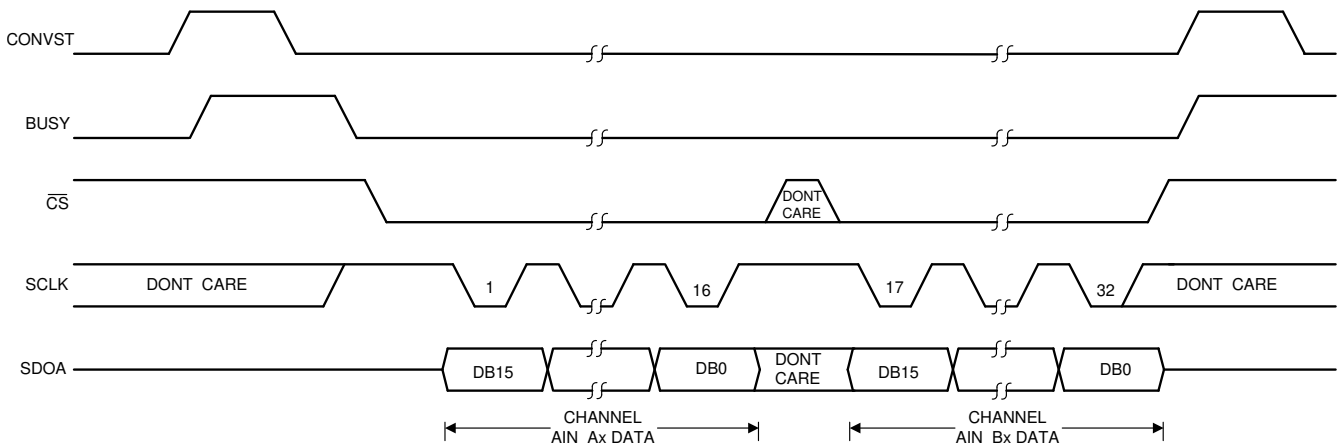 CONVST
BUSY
CS
DONT
CARE
SCLK
DONT CARE
1
16
17
32
DONT CARE
SDOA
DB15
DB0
DONT
CARE
DB15
DB0
CHANNEL
AIN Ax DATA
CHANNEL
AIN Bx DATA